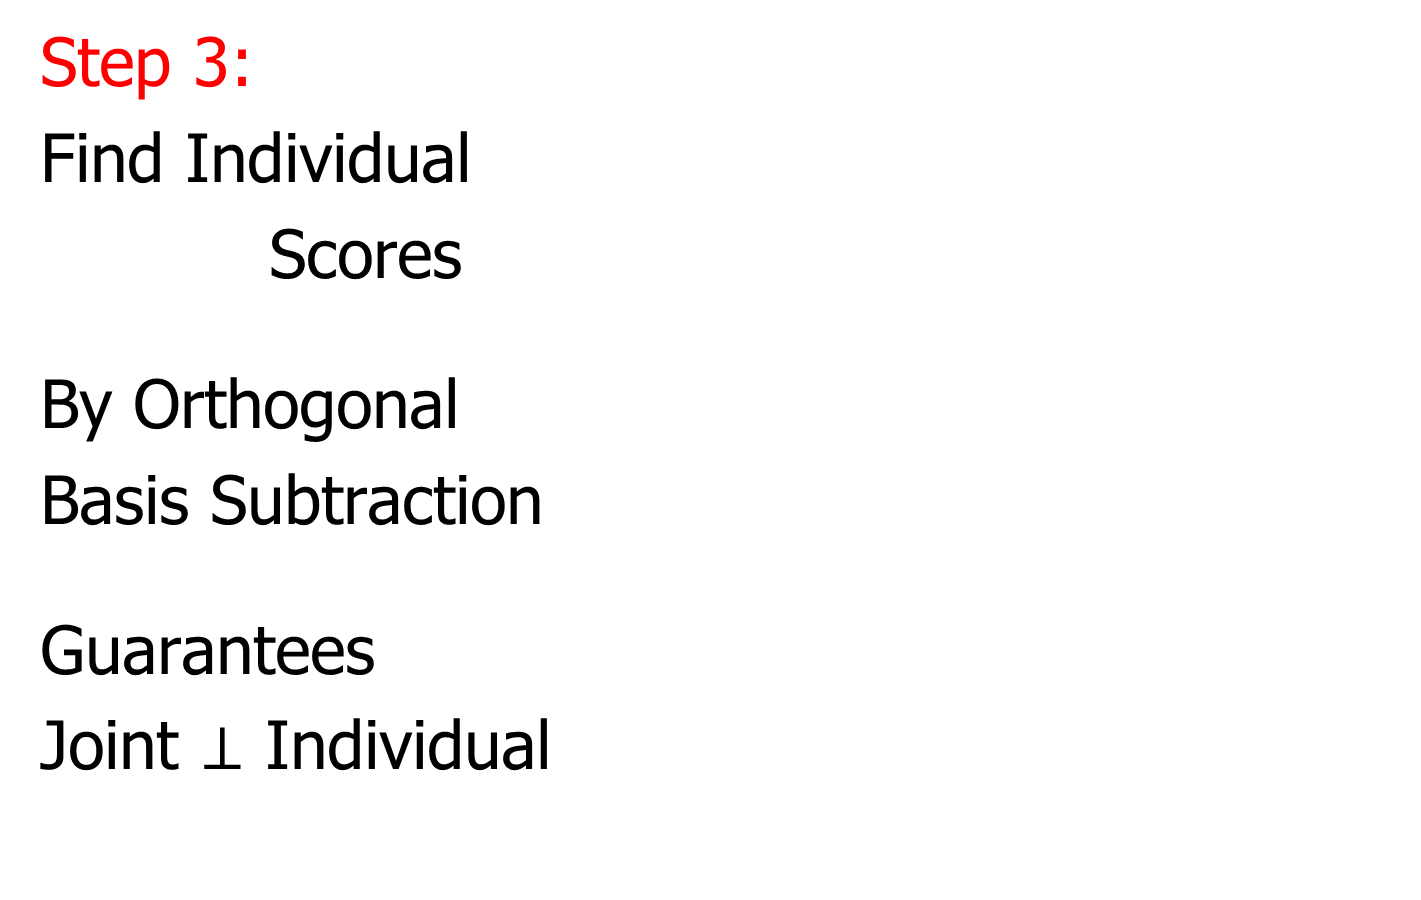 Step 3:
Find Individual
Scores
By Orthogonal
Basis Subtraction
Guarantees
Joint ⊥ Individual